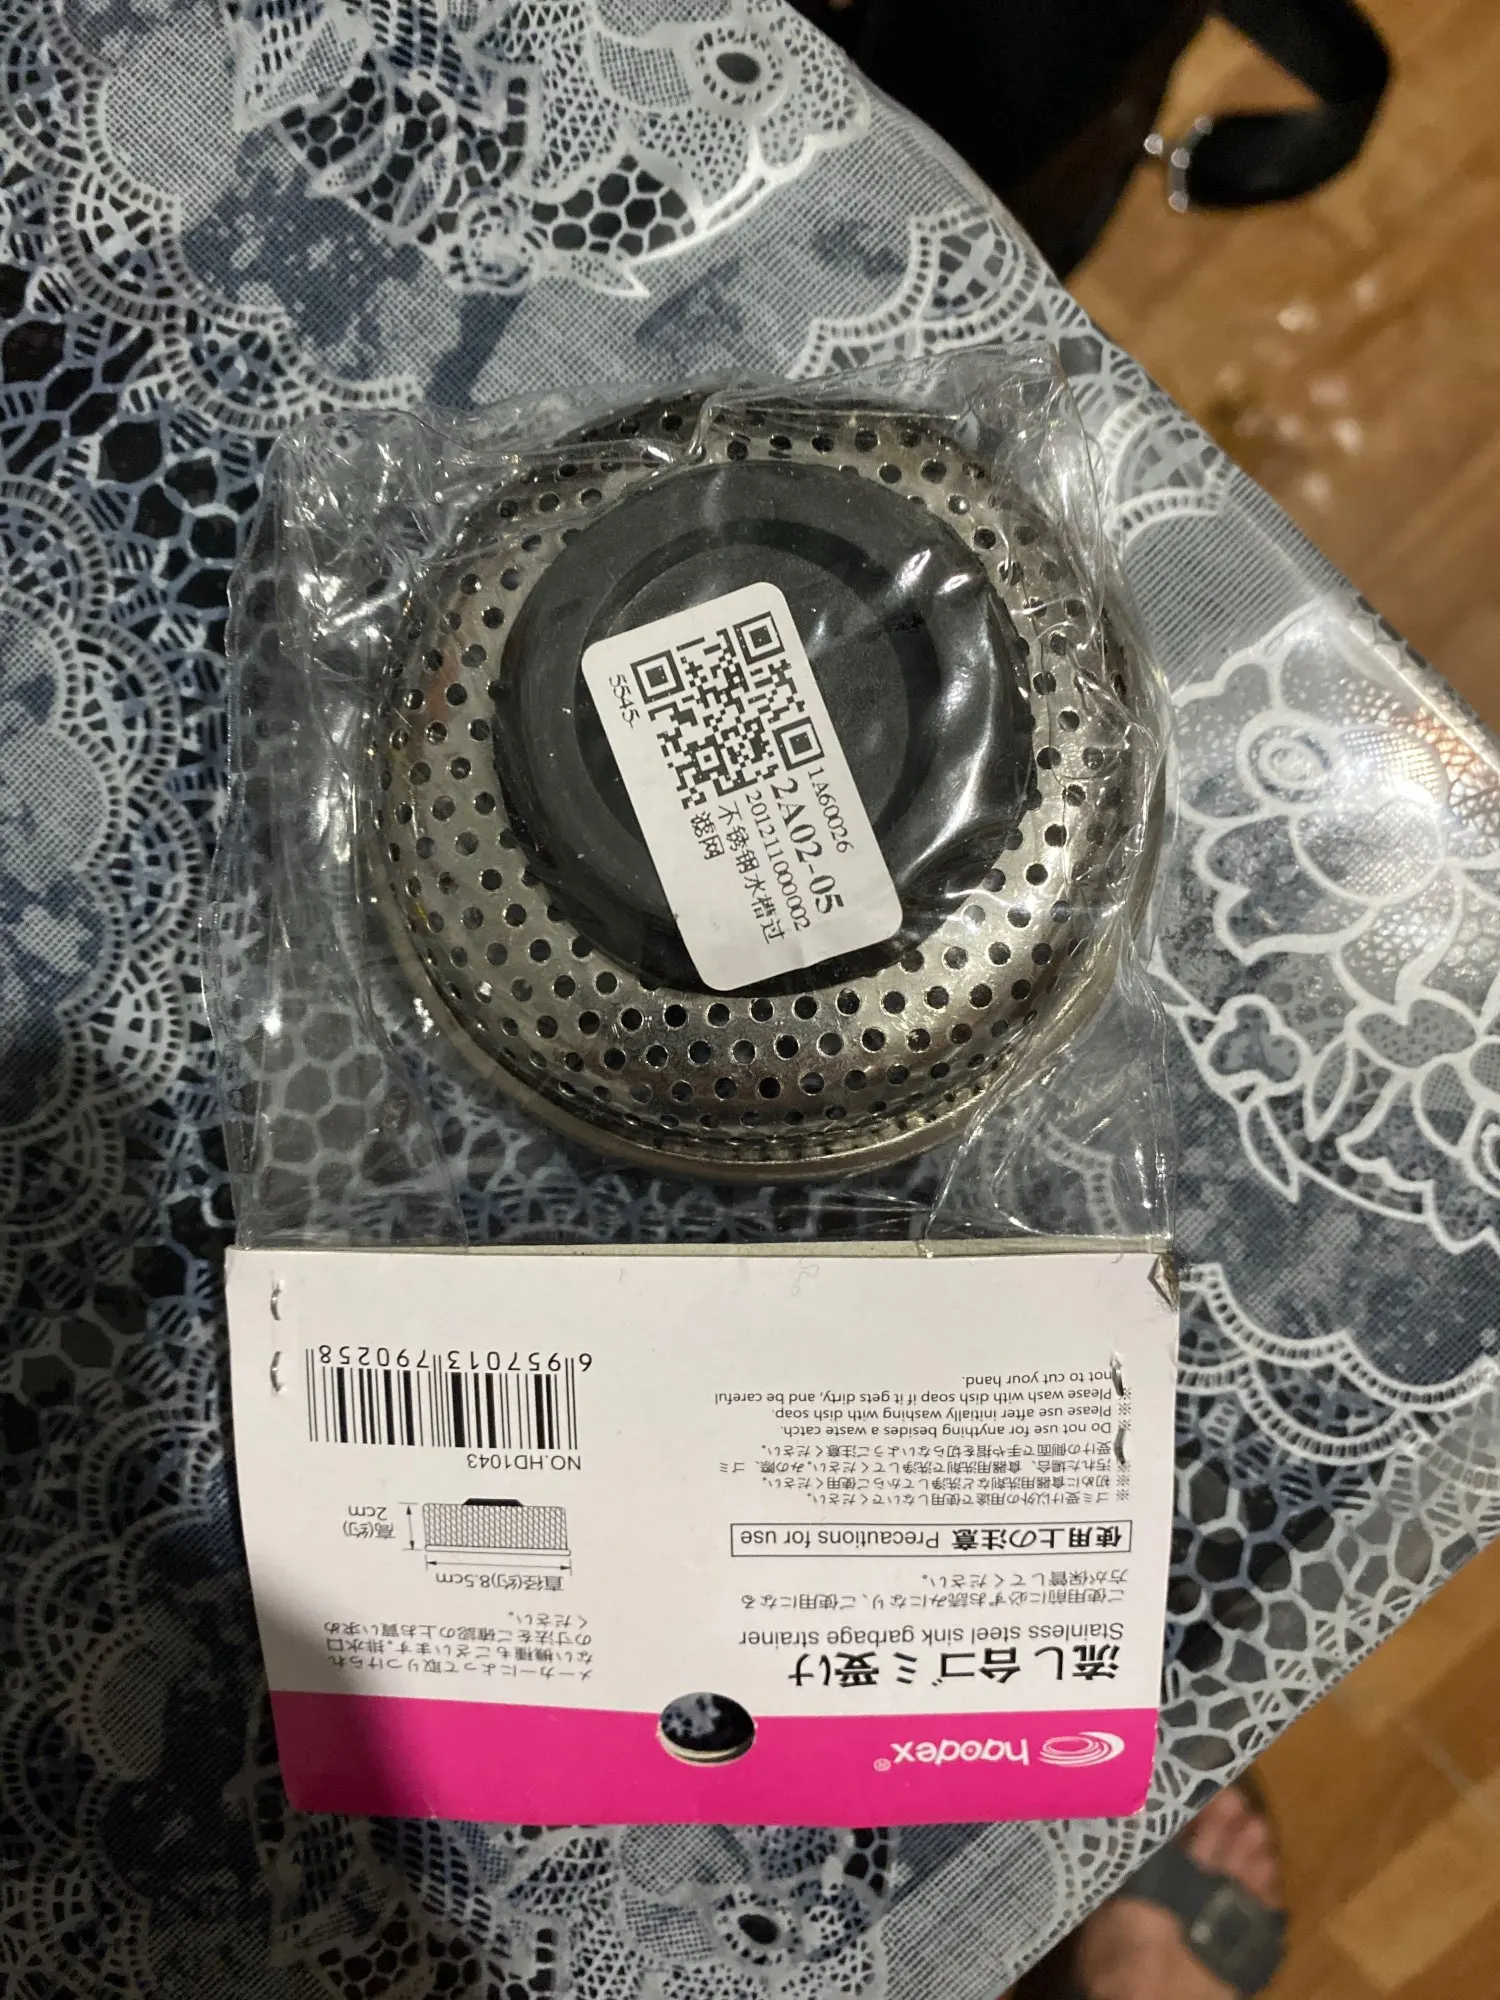 haodex®
流し台ゴミ受け
Stainless steel sink garbage strainer
ご使用前に必ずお読みになり、ご使用になる
方が保管してください。
使用上の注意 Precautions for use
※ ゴミ受け以外の用途で使用しないでください。
※ 初めに食器用洗剤など洗浄してからご使用ください。
※ 汚れた場合、食器用洗剤で洗浄してください。の際、ゴミ
受けの側面で手や指を切らないようご注意ください。
※ Do not use for anything besides a waste catch.
※ Please use after initially washing with dish soap.
※ Please wash with dish soap if it gets dirty, and be careful
not to cut your hand.
メーカーによって取りつけられ
ない機種もございます。排水口
の寸法をご確認の上お買い求め
ください。
直径(約)8.5cm
高(約)
2cm
NO.HD1043
6 957013 790258
1A60026
2A02-05
201211000002
不锈钢水槽过
滤网
5545-